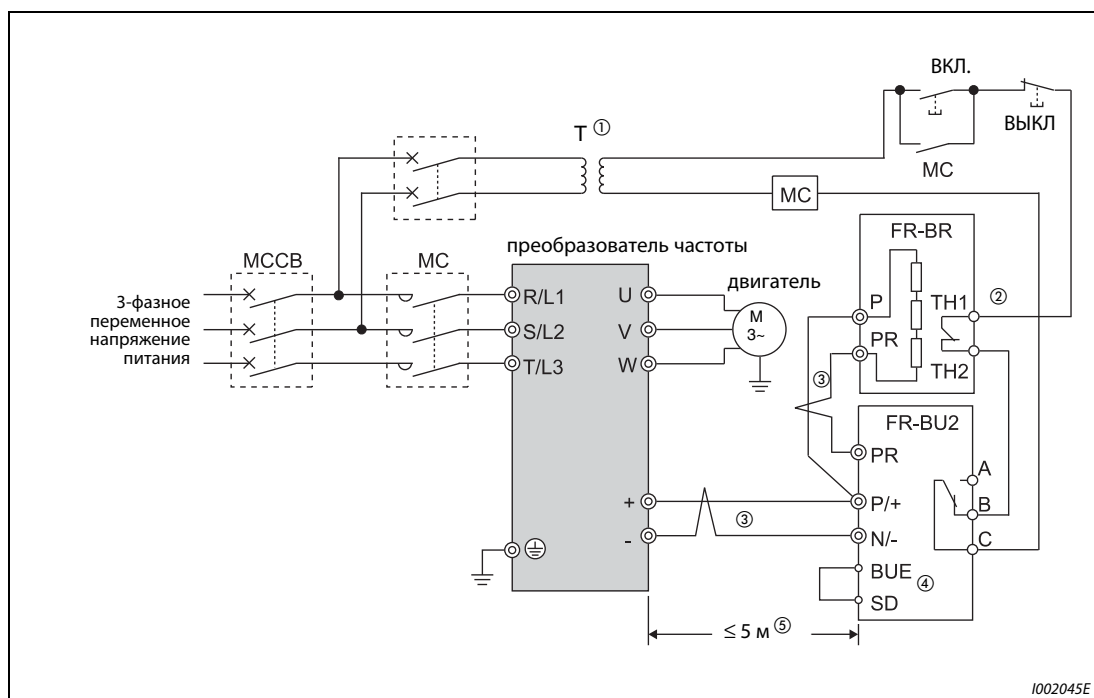 ВКЛ.
T ①
ВЫКЛ
MC
MC
FR-BR
преобразователь частоты
MCCB
MC
двигатель
3-фазное
переменное
напряжение
питания
R/L1
S/L2
T/L3
U
V
W
M
3~
P
PR
TH1
②
TH2
③
FR-BU2
PR
A
+
-
③
P/+
N/-
B
C
BUE
④
SD
≤ 5 м ⑤
I002045E